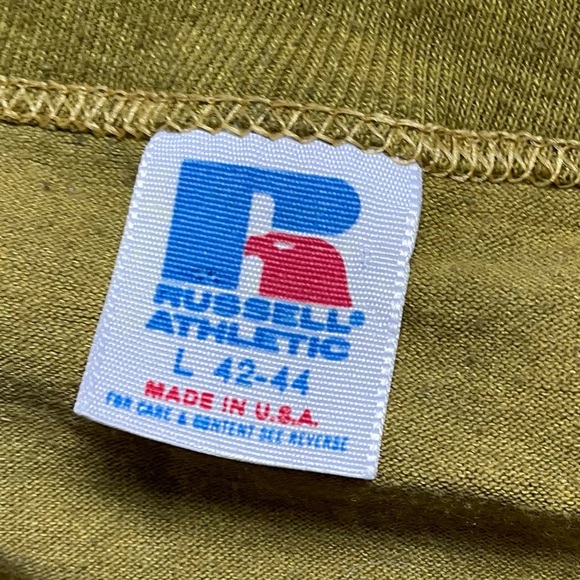 R
RUSSELL®
ATHLETIC
L 42-44
MADE IN U.S.A.
FOR CARE & CONTENT SEE REVERSE